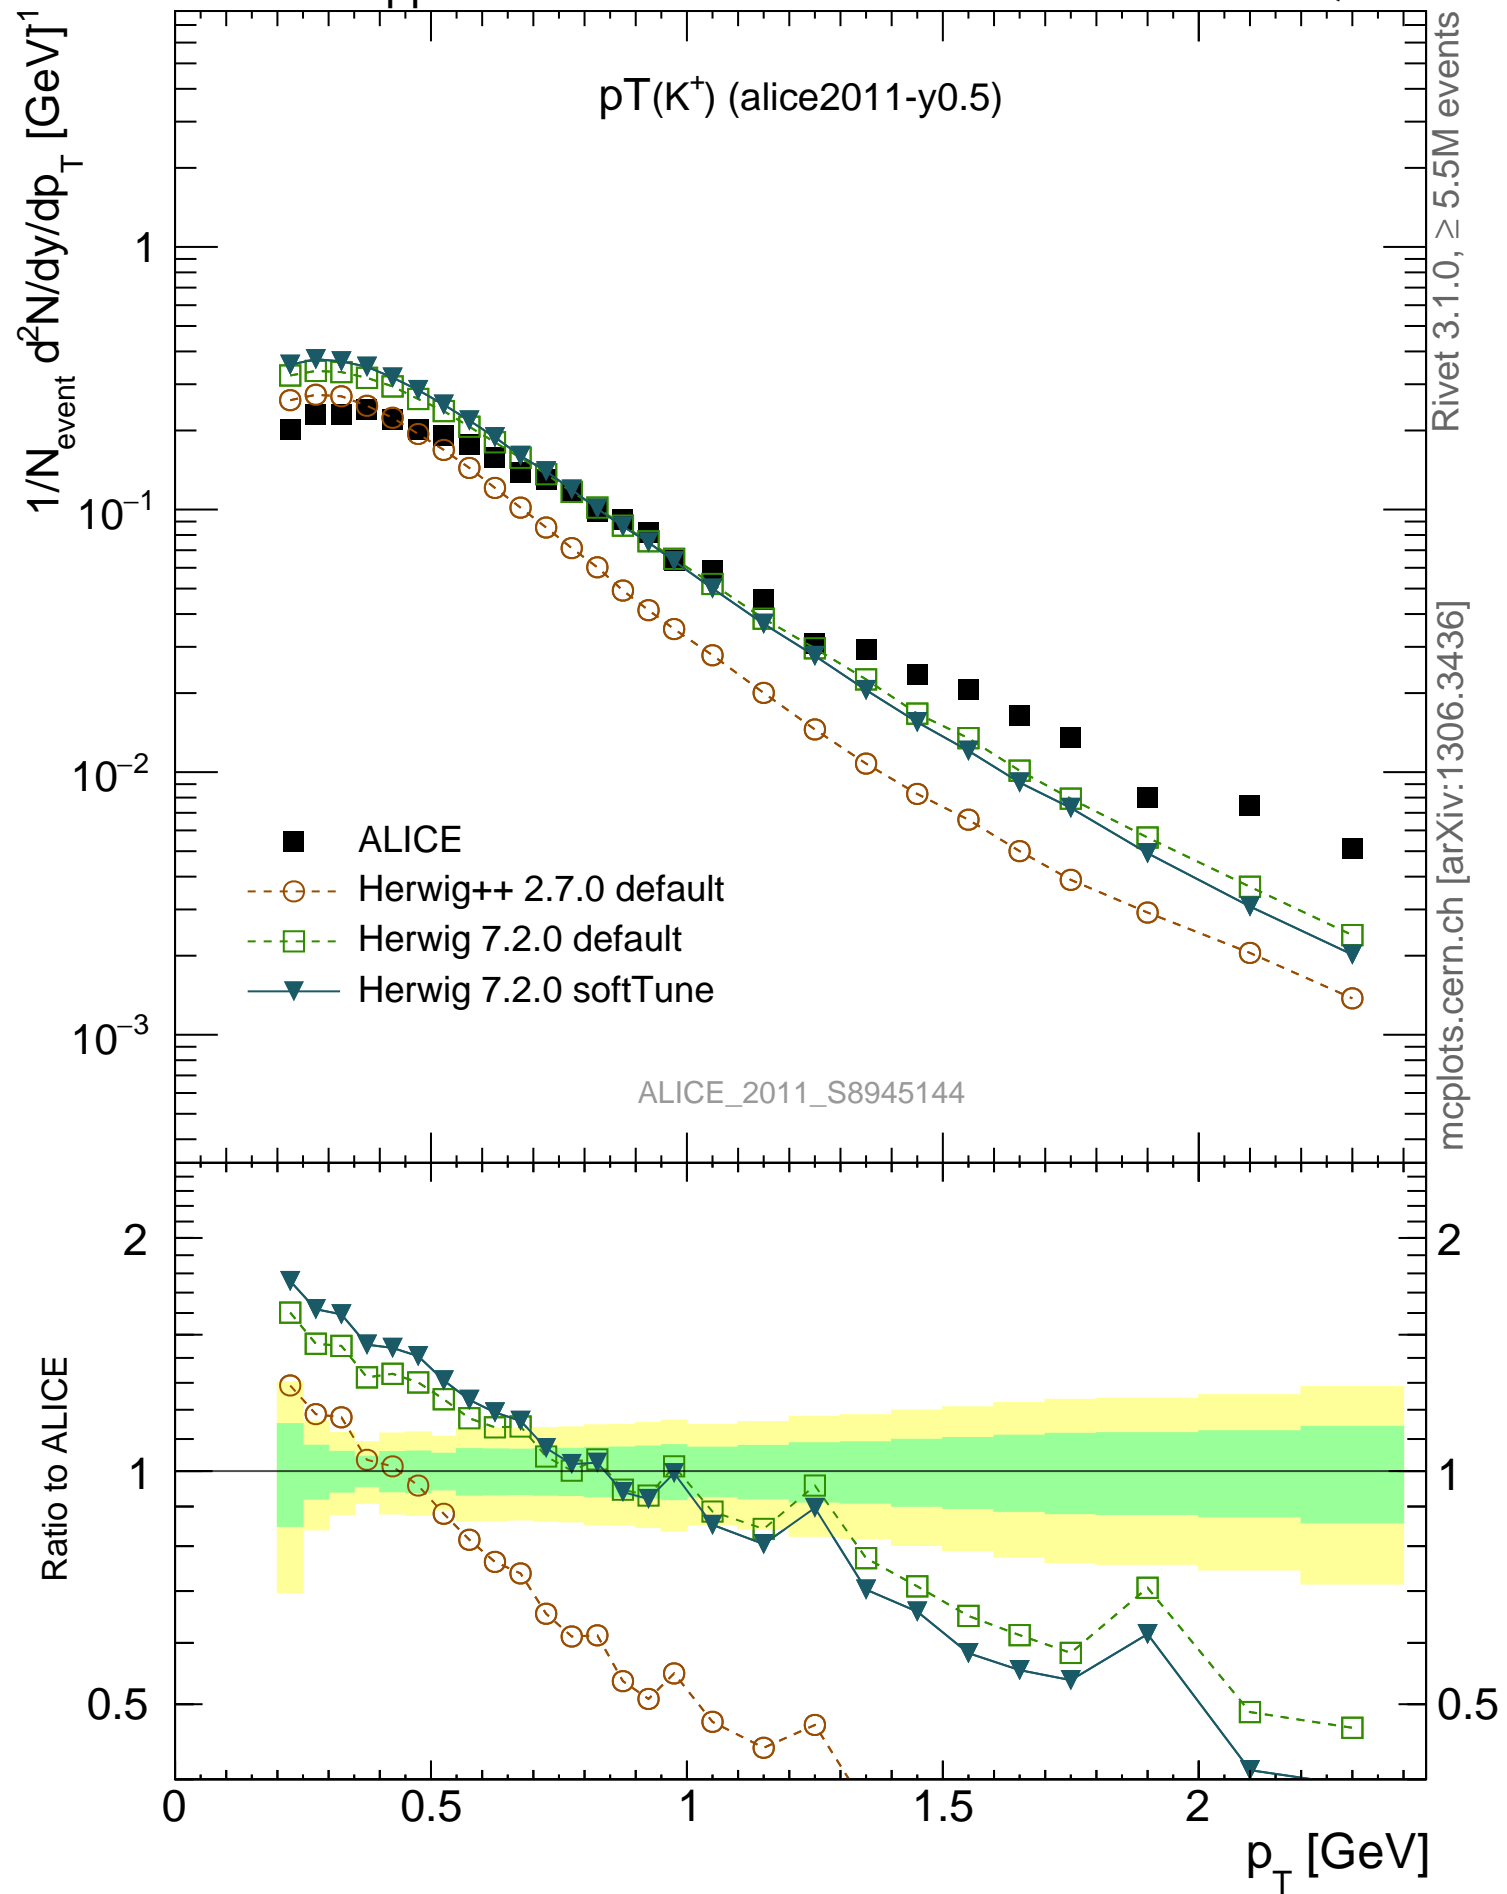 pT(K⁺) (alice2011-y0.5)
1/N_event d²N/dy/dp_T [GeV]⁻¹
1
10⁻¹
10⁻²
10⁻³
ALICE
Herwig++ 2.7.0 default
Herwig 7.2.0 default
Herwig 7.2.0 softTune
ALICE_2011_S8945144
Rivet 3.1.0, ≥ 5.5M events
mcplots.cern.ch [arXiv:1306.3436]
Ratio to ALICE
2
1
0.5
2
1
0.5
0 0.5 1 1.5 2
p_T [GeV]